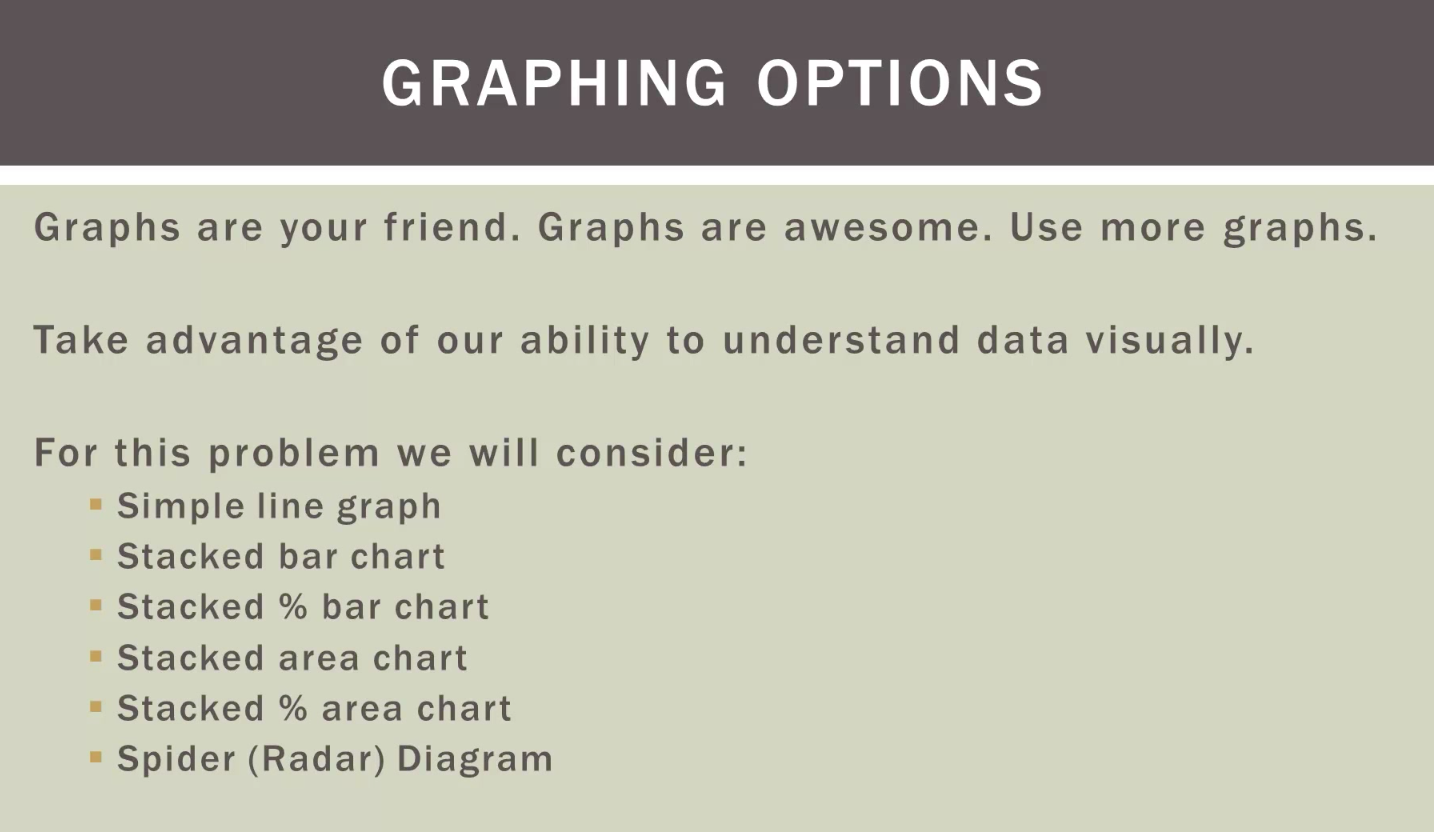 GRAPHING OPTIONS
Graphs are your friend. Graphs are awesome. Use more graphs.
Take advantage of our ability to understand data visually.
For this problem we will consider:
▪ Simple line graph
▪ Stacked bar chart
▪ Stacked % bar chart
▪ Stacked area chart
▪ Stacked % area chart
▪ Spider (Radar) Diagram